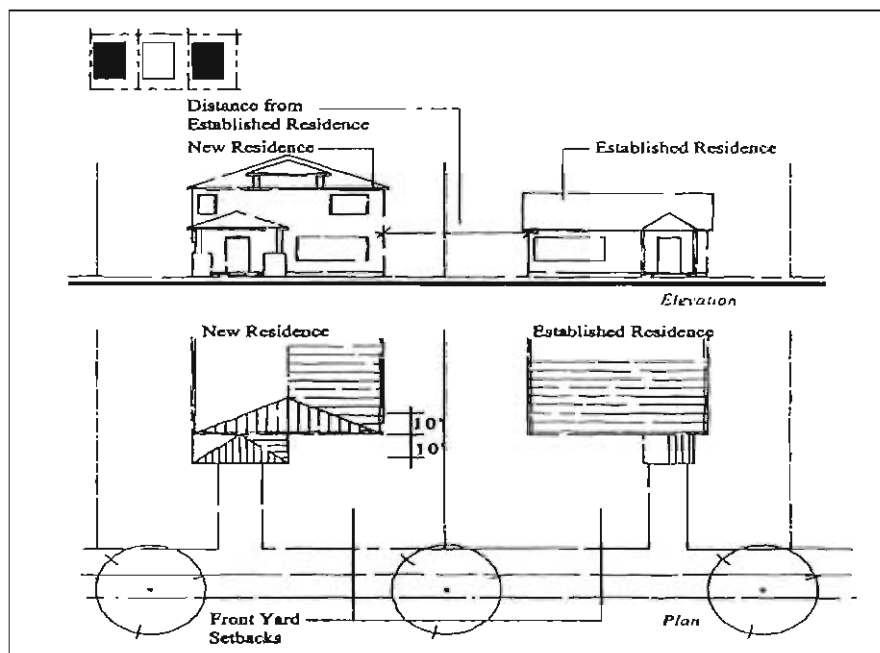 Distance from
Established Residence
New Residence
Established Residence
Elevation
New Residence
Established Residence
10'
10'
Front Yard
Setbacks
Plan